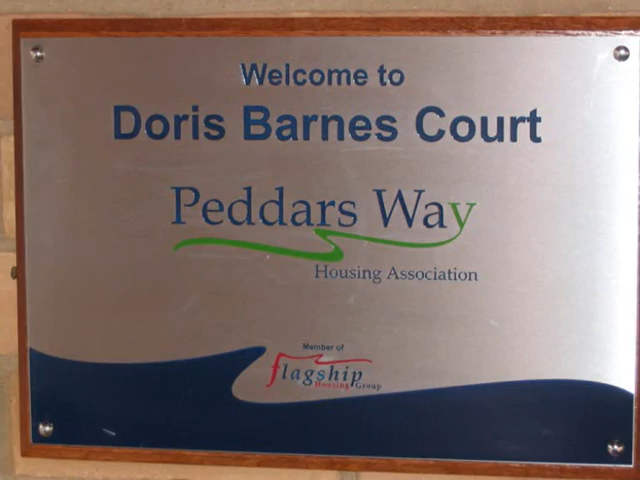 Welcome to
Doris Barnes Court
Peddars Way
Housing Association
Member of
flagship
Housing Group